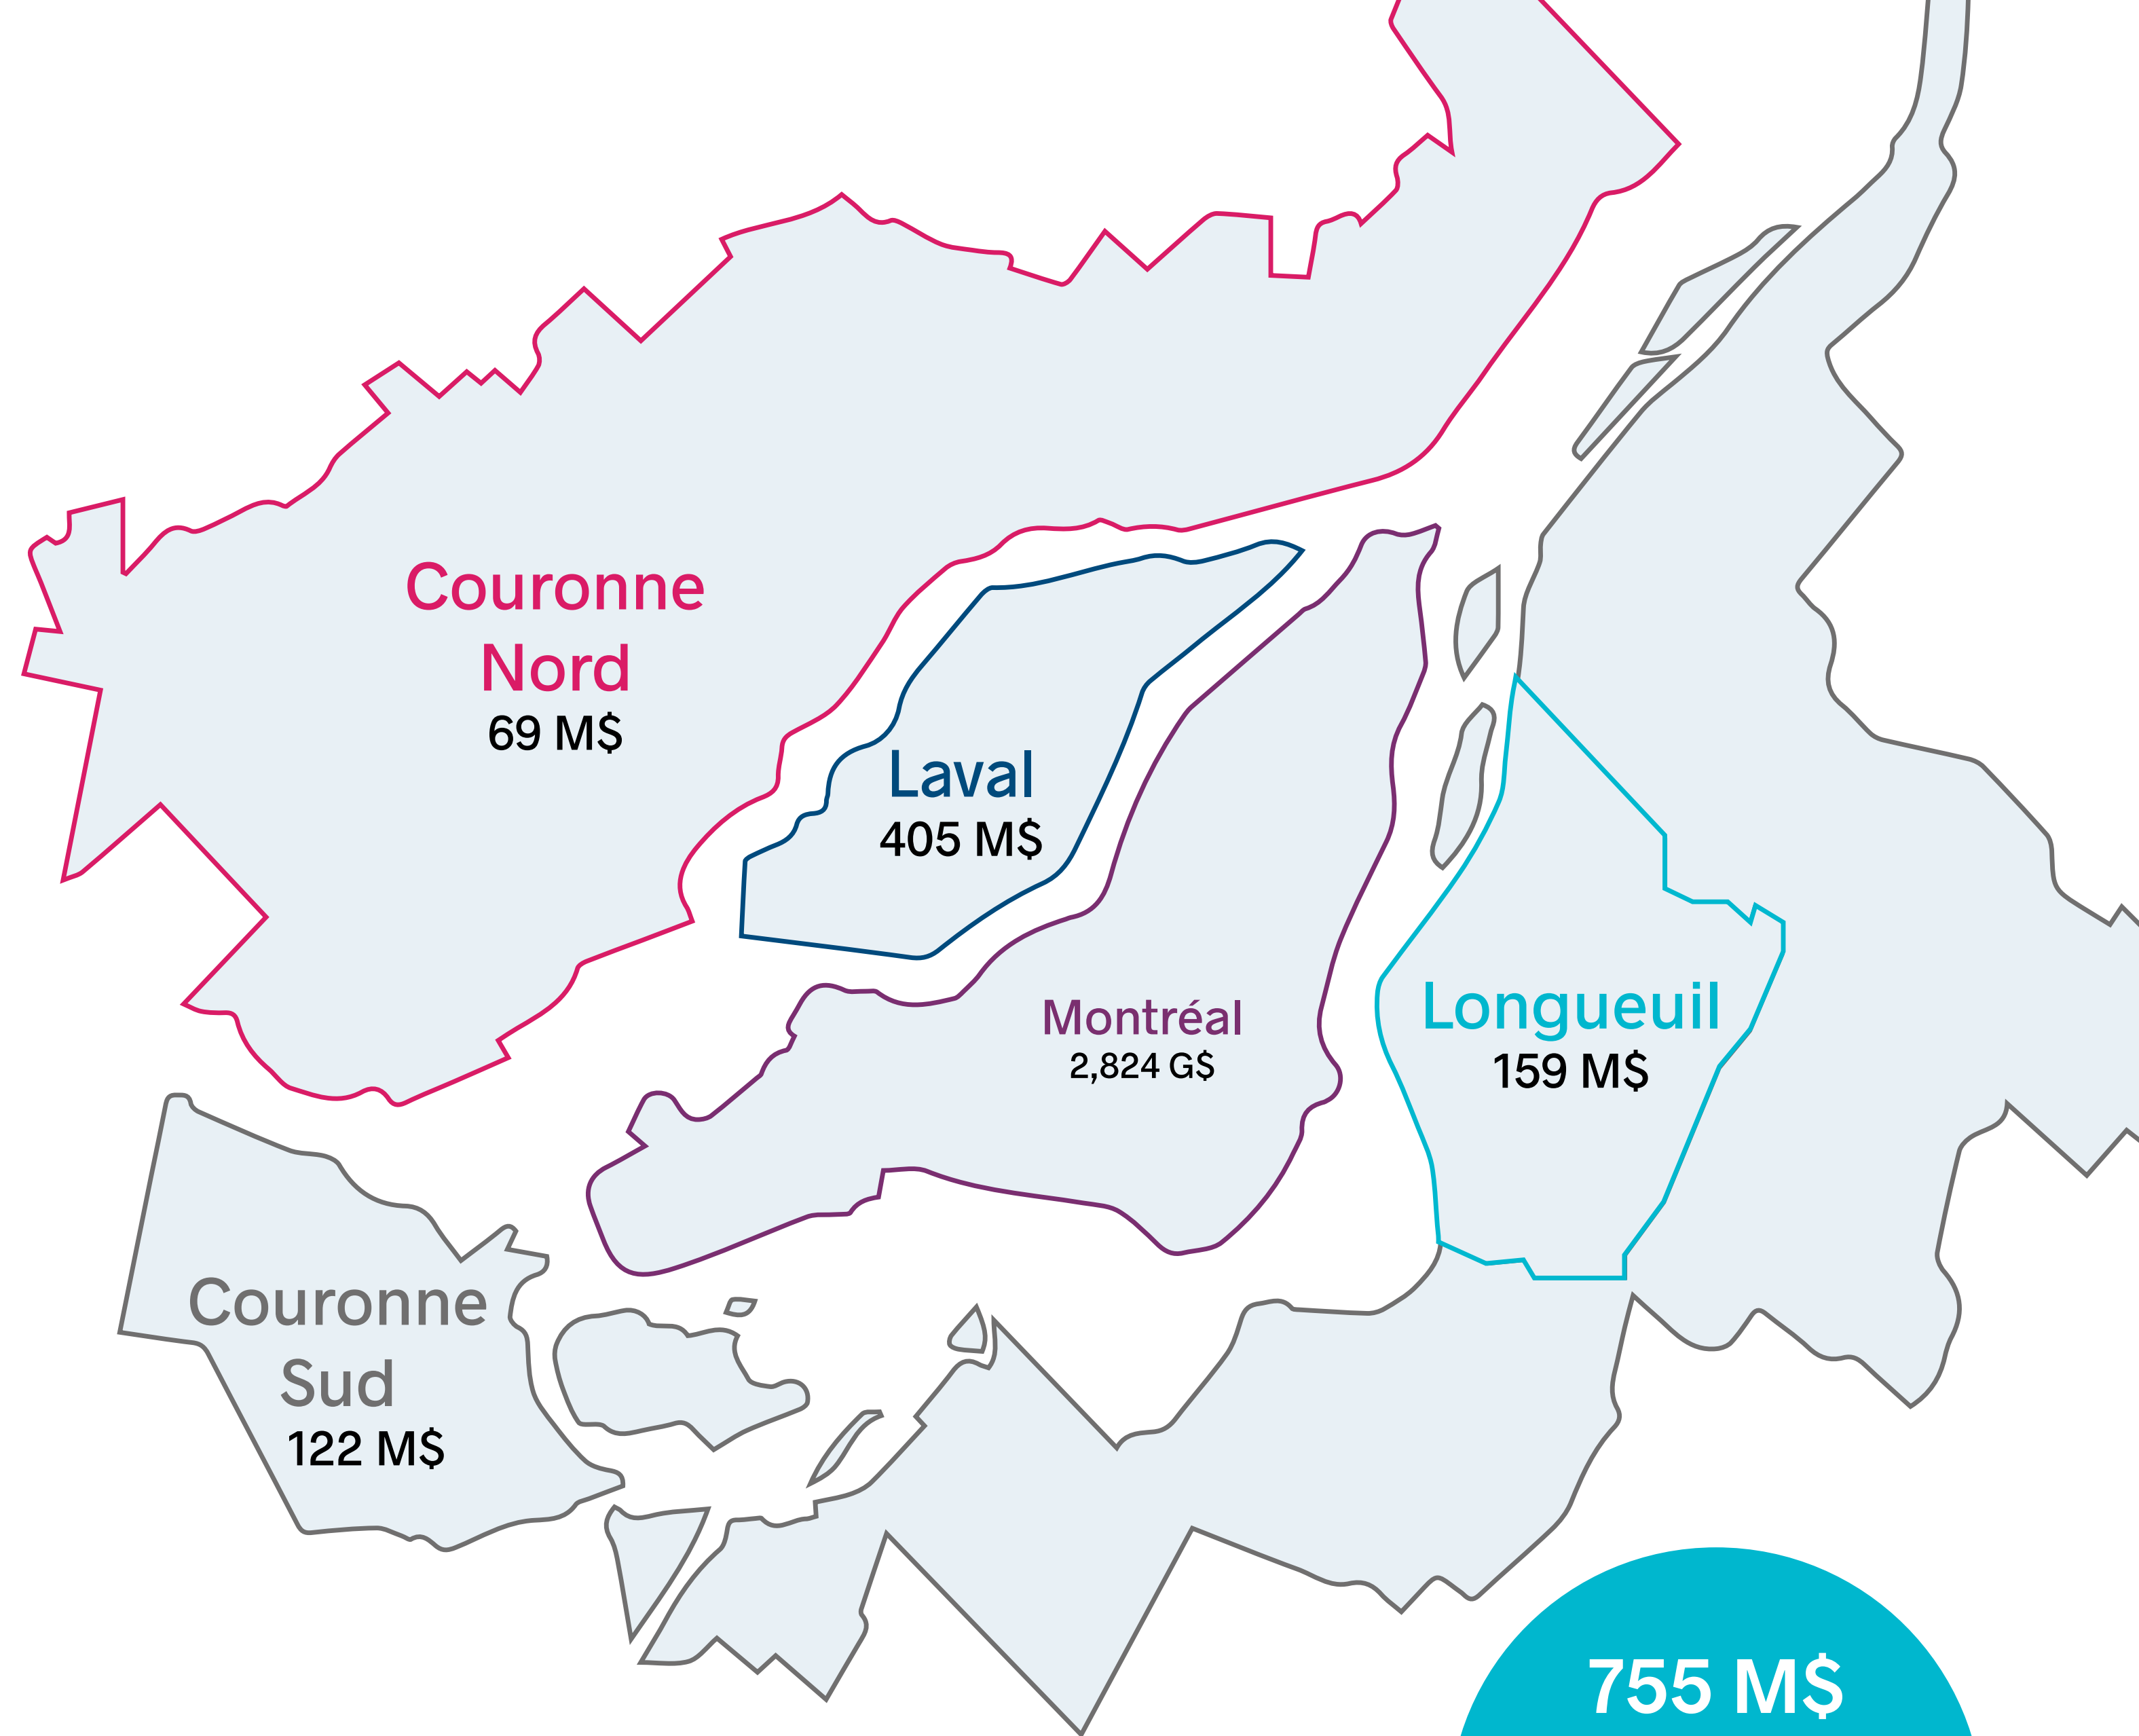 Couronne
Nord
69 M$
Laval
405 M$
Montréal
2,824 G$
Longueuil
159 M$
Couronne
Sud
122 M$
755 M$